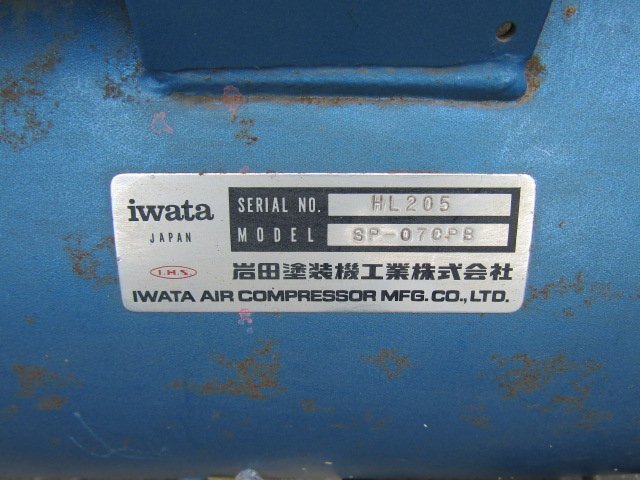 iwata
JAPAN
SERIAL NO. HL205
MODEL SP-07CPB
I.H.S.
岩田塗装機工業株式会社
IWATA AIR COMPRESSOR MFG. CO., LTD.